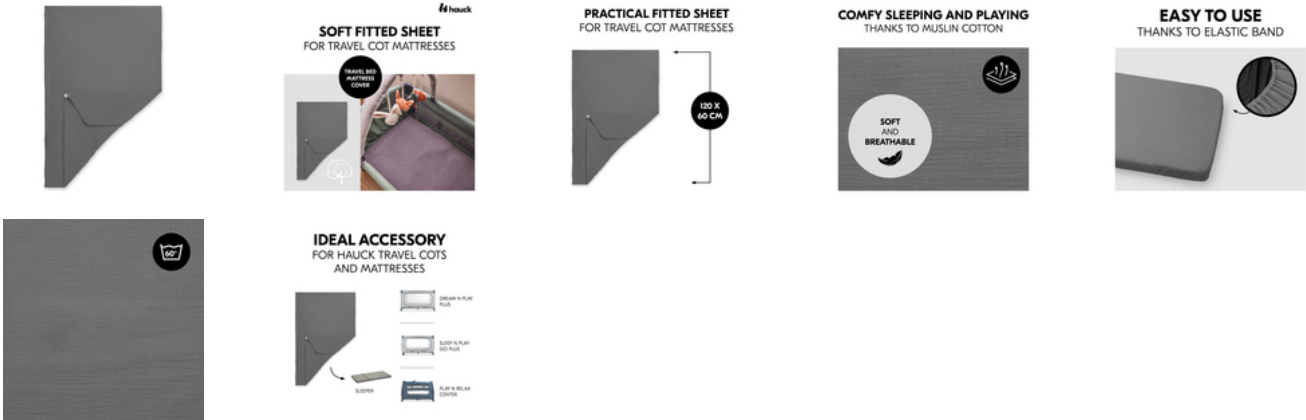 hauck
SOFT FITTED SHEET
FOR TRAVEL COT MATTRESSES
TRAVEL BED
MATTRESS
COVER
PRACTICAL FITTED SHEET
FOR TRAVEL COT MATTRESSES
120 X
60 CM
COMFY SLEEPING AND PLAYING
THANKS TO MUSLIN COTTON
SOFT
AND
BREATHABLE
EASY TO USE
THANKS TO ELASTIC BAND
60°
IDEAL ACCESSORY
FOR HAUCK TRAVEL COTS
AND MATTRESSES
DREAM N PLAY
PLUS
SLEEP N PLAY
GO PLUS
SLEEPER
PLAY N RELAX
CENTER